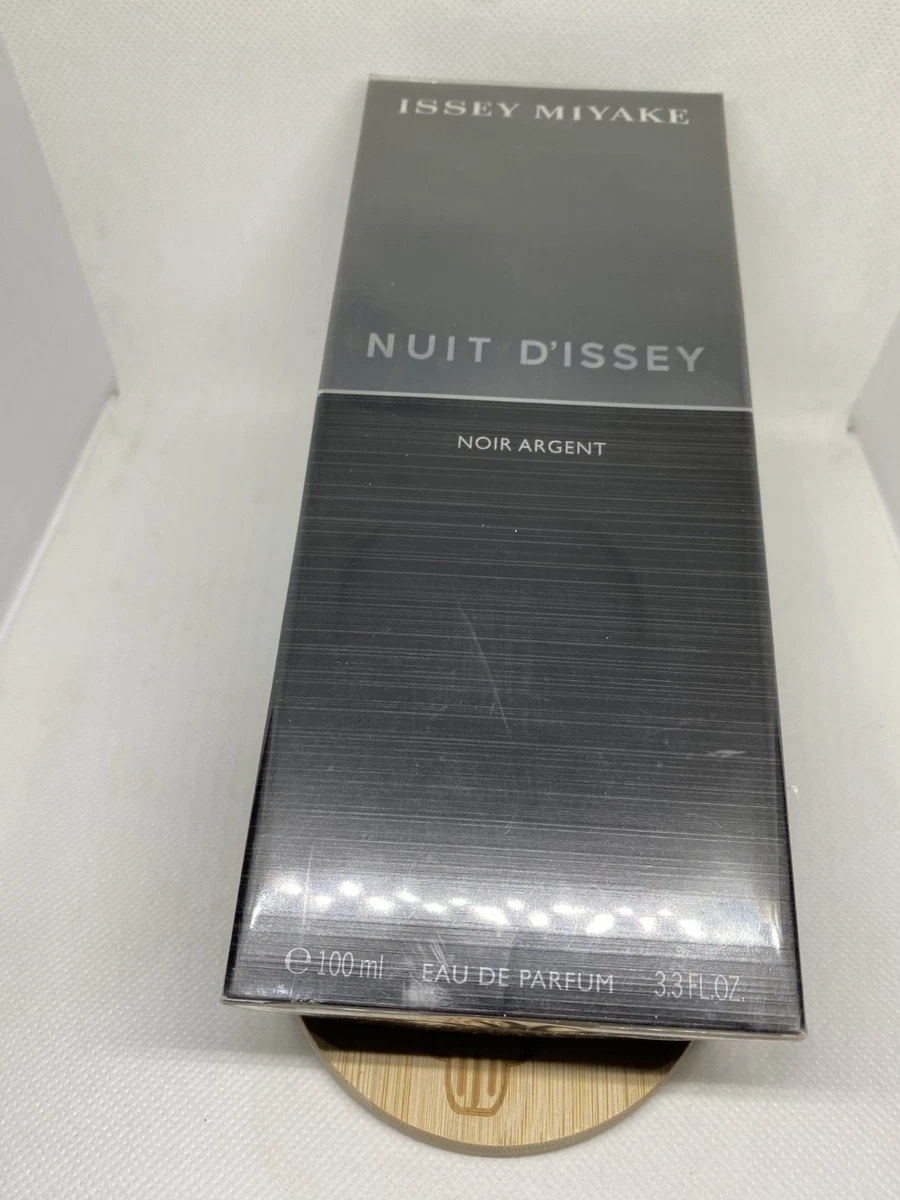 ISSEY MIYAKE
NUIT D'ISSEY
NOIR ARGENT
℮ 100 ml EAU DE PARFUM 3.3 FL.OZ.